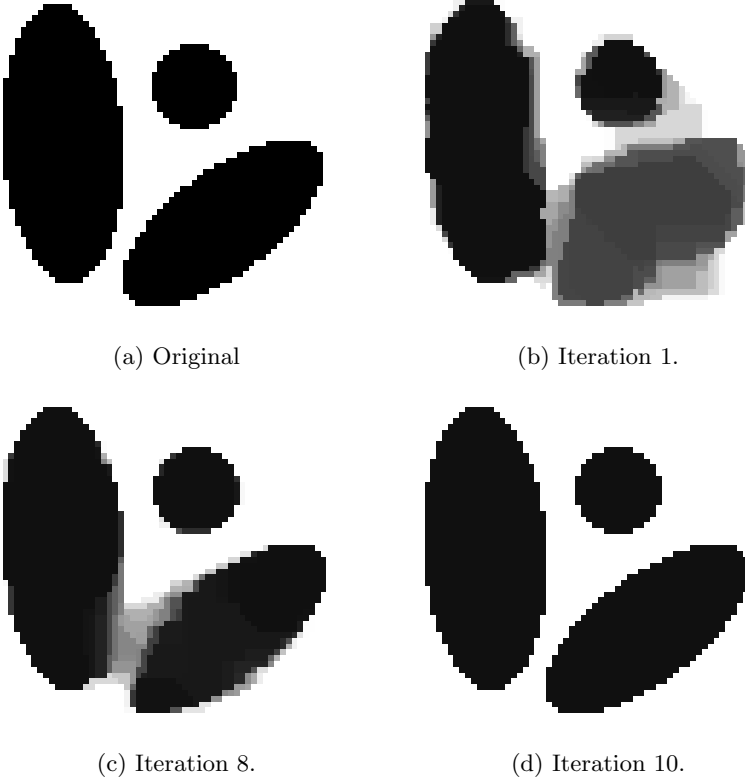 (a) Original
(b) Iteration 1.
(c) Iteration 8.
(d) Iteration 10.